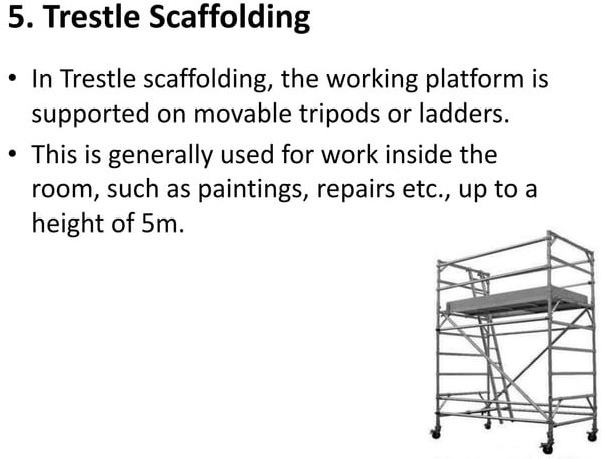 5. Trestle Scaffolding
• In Trestle scaffolding, the working platform is
supported on movable tripods or ladders.
• This is generally used for work inside the
room, such as paintings, repairs etc., up to a
height of 5m.